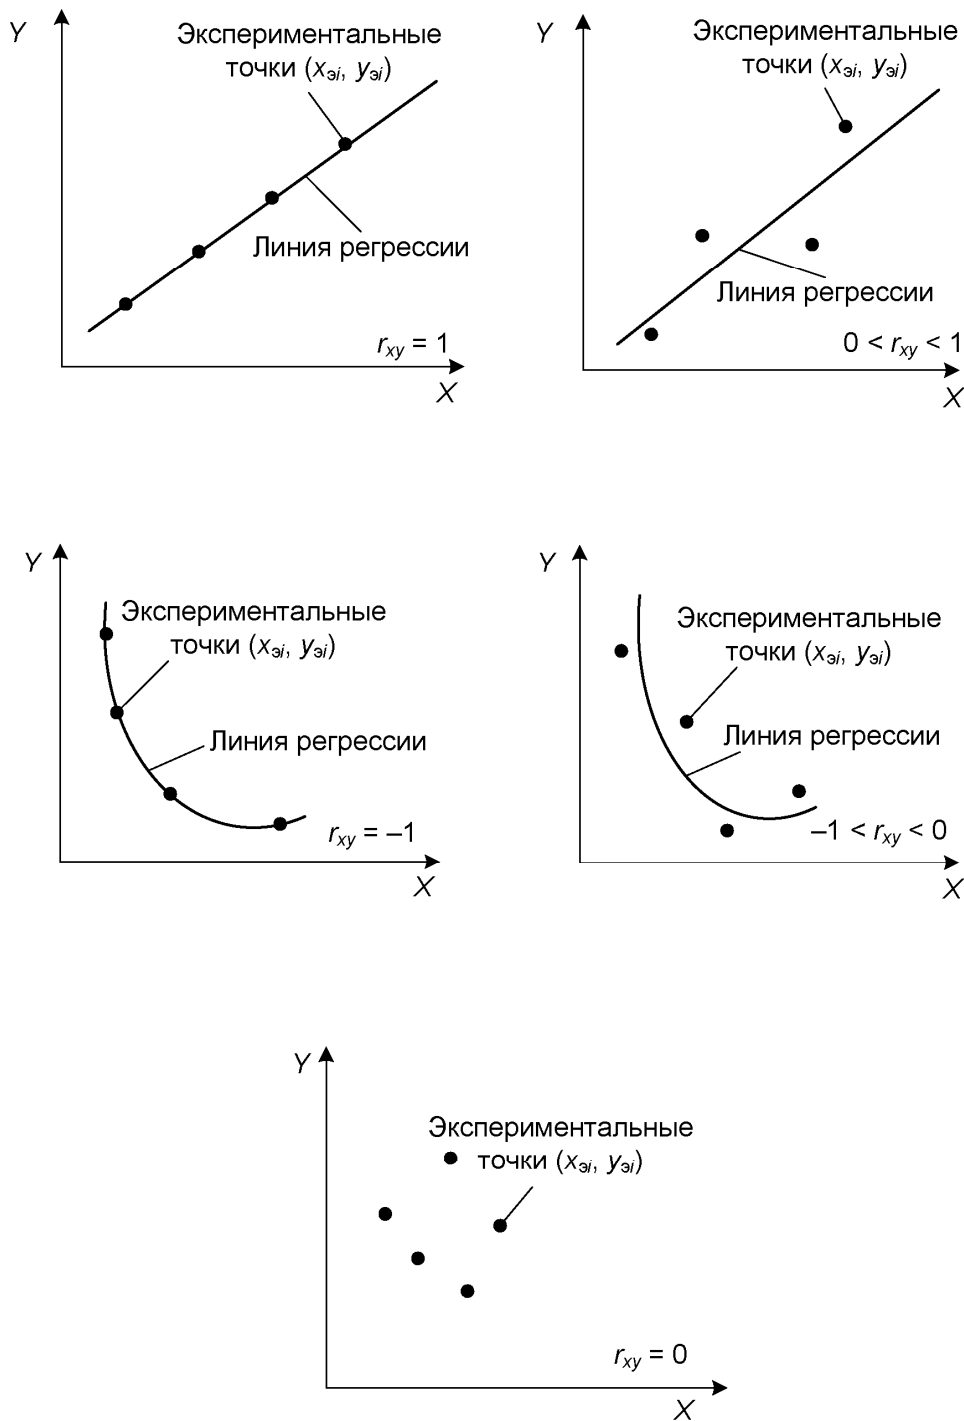 Y
Экспериментальные
точки (xэi, yэi)
Линия регрессии
rxy = 1
X
Y
Экспериментальные
точки (xэi, yэi)
Линия регрессии
0 < rxy < 1
X
Y
Экспериментальные
точки (xэi, yэi)
Линия регрессии
rxy = –1
X
Y
Экспериментальные
точки (xэi, yэi)
Линия регрессии
–1 < rxy < 0
X
Y
Экспериментальные
точки (xэi, yэi)
rxy = 0
X